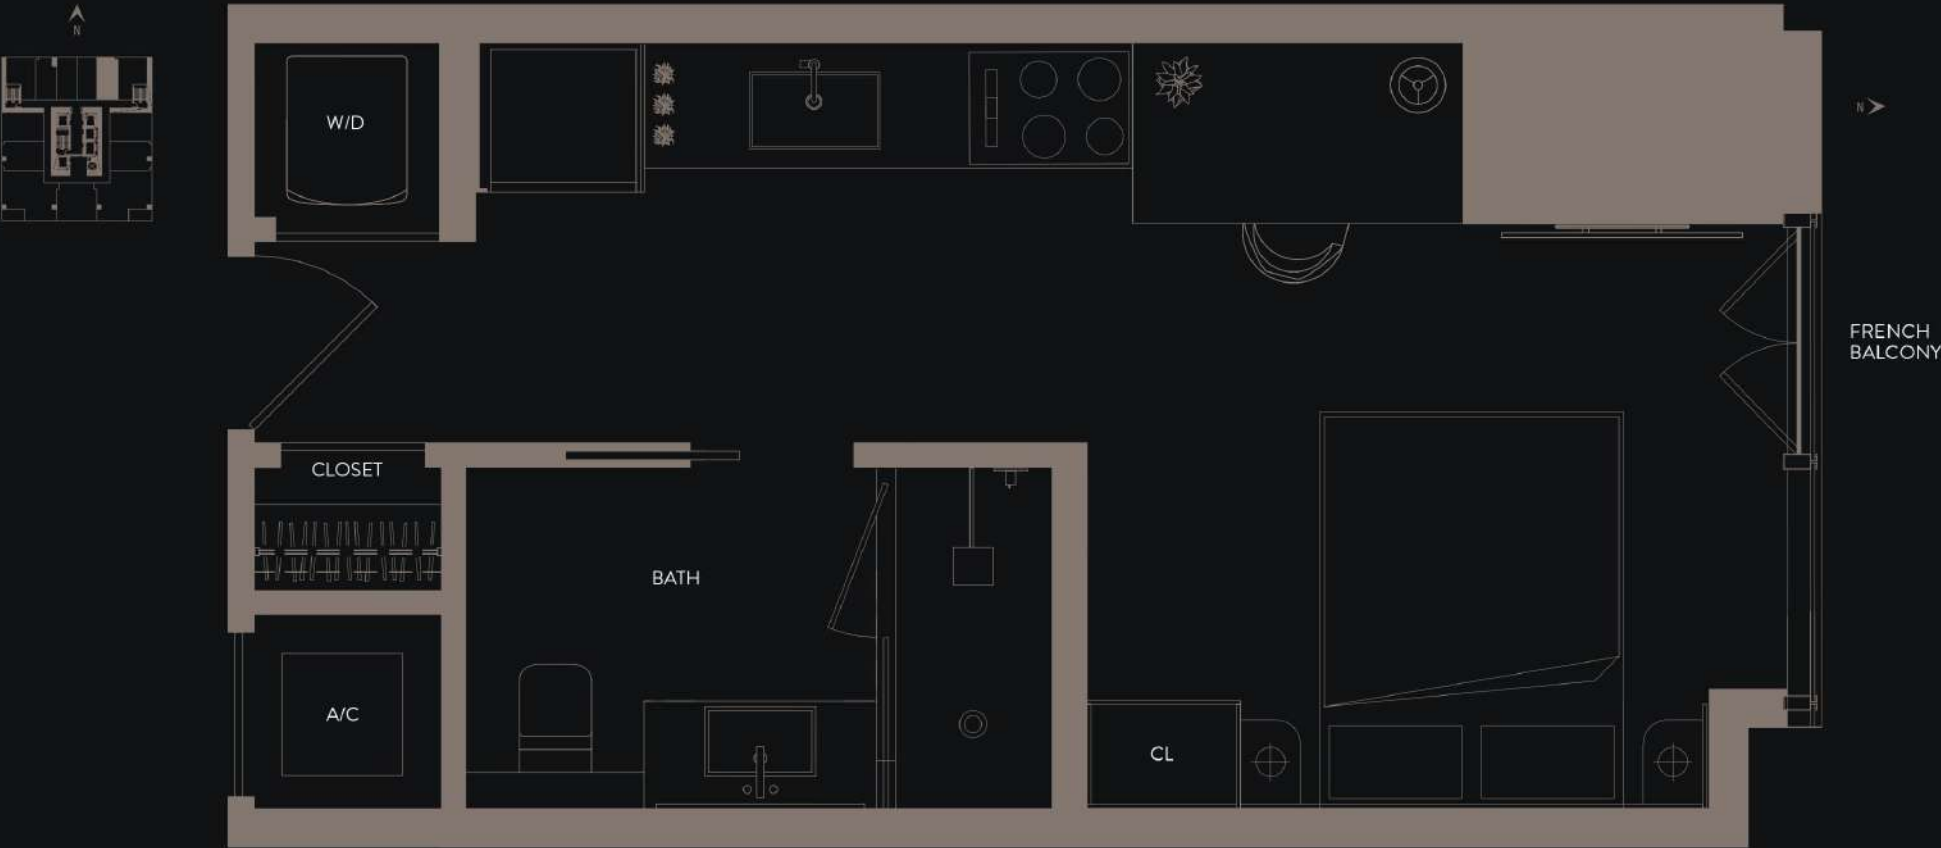 N
W/D
N
FRENCH
BALCONY
CLOSET
BATH
A/C
CL